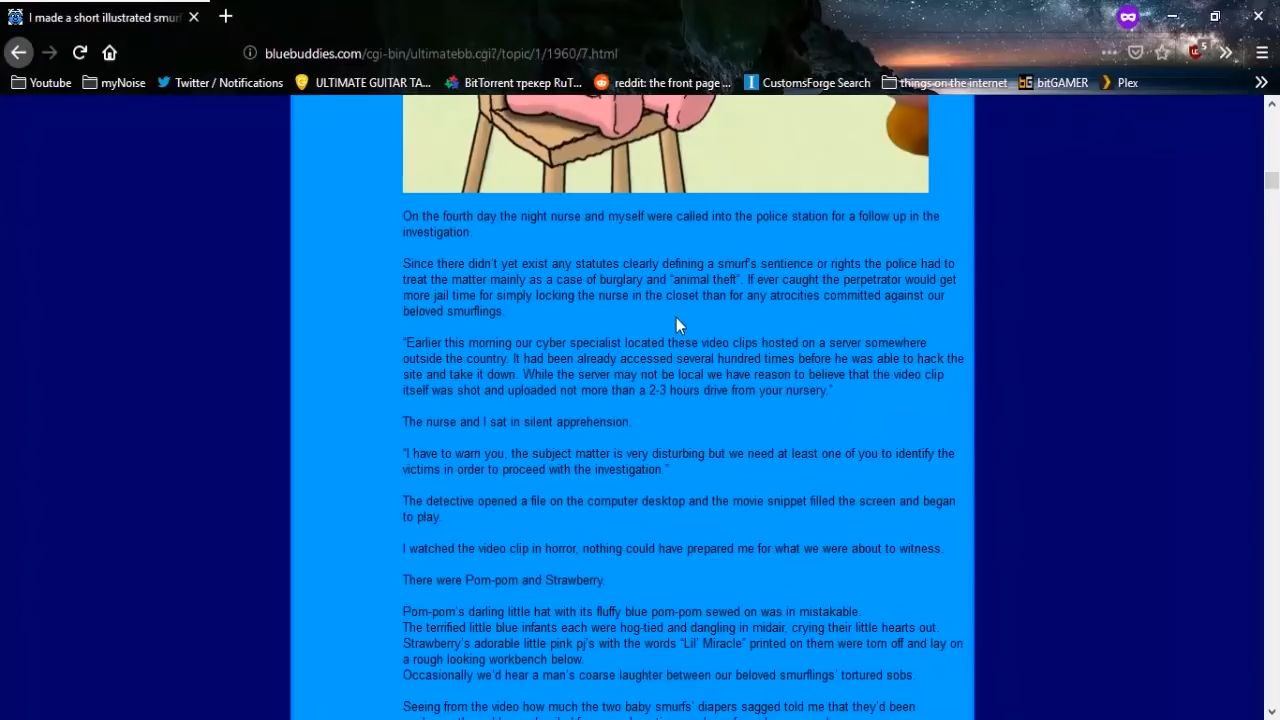 I made a short illustrated smurf
bluebuddies.com/cgi-bin/ultimatebb.cgi?/topic/1/1960/7.html
5
Youtube
myNoise
Twitter / Notifications
ULTIMATE GUITAR TA...
BitTorrent трекер RuT...
reddit: the front page ...
CustomsForge Search
things on the internet
bitGAMER
Plex
On the fourth day the night nurse and myself were called into the police station for a follow up in the
investigation.
Since there didn't yet exist any statutes clearly defining a smurf's sentience or rights the police had to
treat the matter mainly as a case of burglary and “animal theft”. If ever caught the perpetrator would get
more jail time for simply locking the nurse in the closet than for any atrocities committed against our
beloved smurflings.
“Earlier this morning our cyber specialist located these video clips hosted on a server somewhere
outside the country. It had been already accessed several hundred times before he was able to hack the
site and take it down. While the server may not be local we have reason to believe that the video clip
itself was shot and uploaded not more than a 2-3 hours drive from your nursery.”
The nurse and I sat in silent apprehension.
“I have to warn you, the subject matter is very disturbing but we need at least one of you to identify the
victims in order to proceed with the investigation.”
The detective opened a file on the computer desktop and the movie snippet filled the screen and began
to play.
I watched the video clip in horror, nothing could have prepared me for what we were about to witness.
There were Pom-pom and Strawberry.
Pom-pom's darling little hat with its fluffy blue pom-pom sewed on was in mistakable.
The terrified little blue infants each were hog-tied and dangling in midair, crying their little hearts out.
Strawberry's adorable little pink pj's with the words “Lil' Miracle” printed on them were torn off and lay on
a rough looking workbench below.
Occasionally we'd hear a man's coarse laughter between our beloved smurflings' tortured sobs.
Seeing from the video how much the two baby smurfs' diapers sagged told me that they'd been